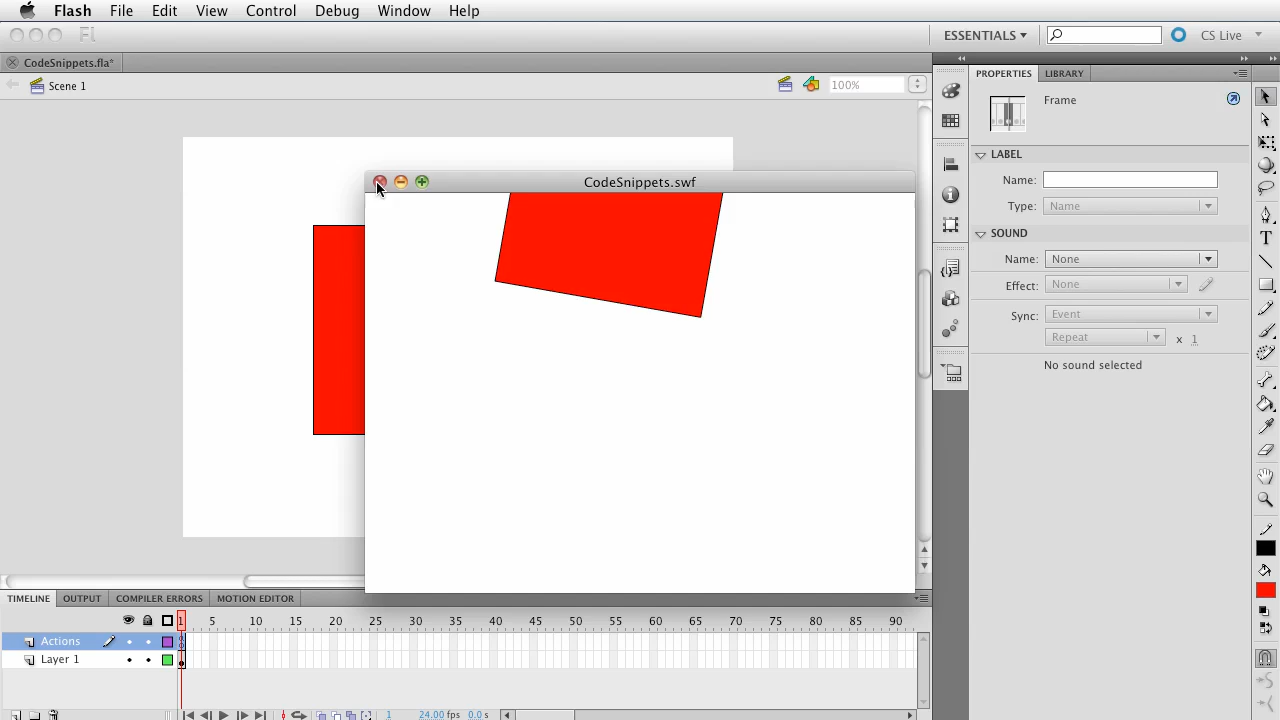 Flash File Edit View Control Debug Window Help
Fl ESSENTIALS CS Live
CodeSnippets.fla*
Scene 1 100%
PROPERTIES LIBRARY
Frame
LABEL
Name:
Type: Name
SOUND
Name: None
Effect: None
Sync: Event
Repeat x 1
No sound selected
CodeSnippets.swf
TIMELINE OUTPUT COMPILER ERRORS MOTION EDITOR
1 5 10 15 20 25 30 35 40 45 50 55 60 65 70 75 80 85 90
Actions
Layer 1
1 24.00 fps 0.0 s